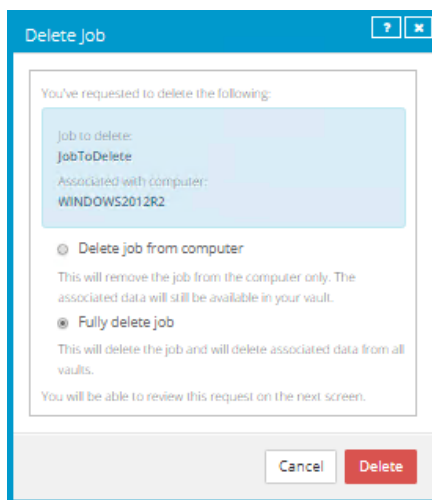 Delete Job
?
You've requested to delete the following:
Job to delete:
JobToDelete
Associated with computer:
WINDOWS2012R2
Delete job from computer
This will remove the job from the computer only. The
associated data will still be available in your vault.
Fully delete job
This will delete the job and will delete associated data from all
vaults.
You will be able to review this request on the next screen.
Cancel
Delete